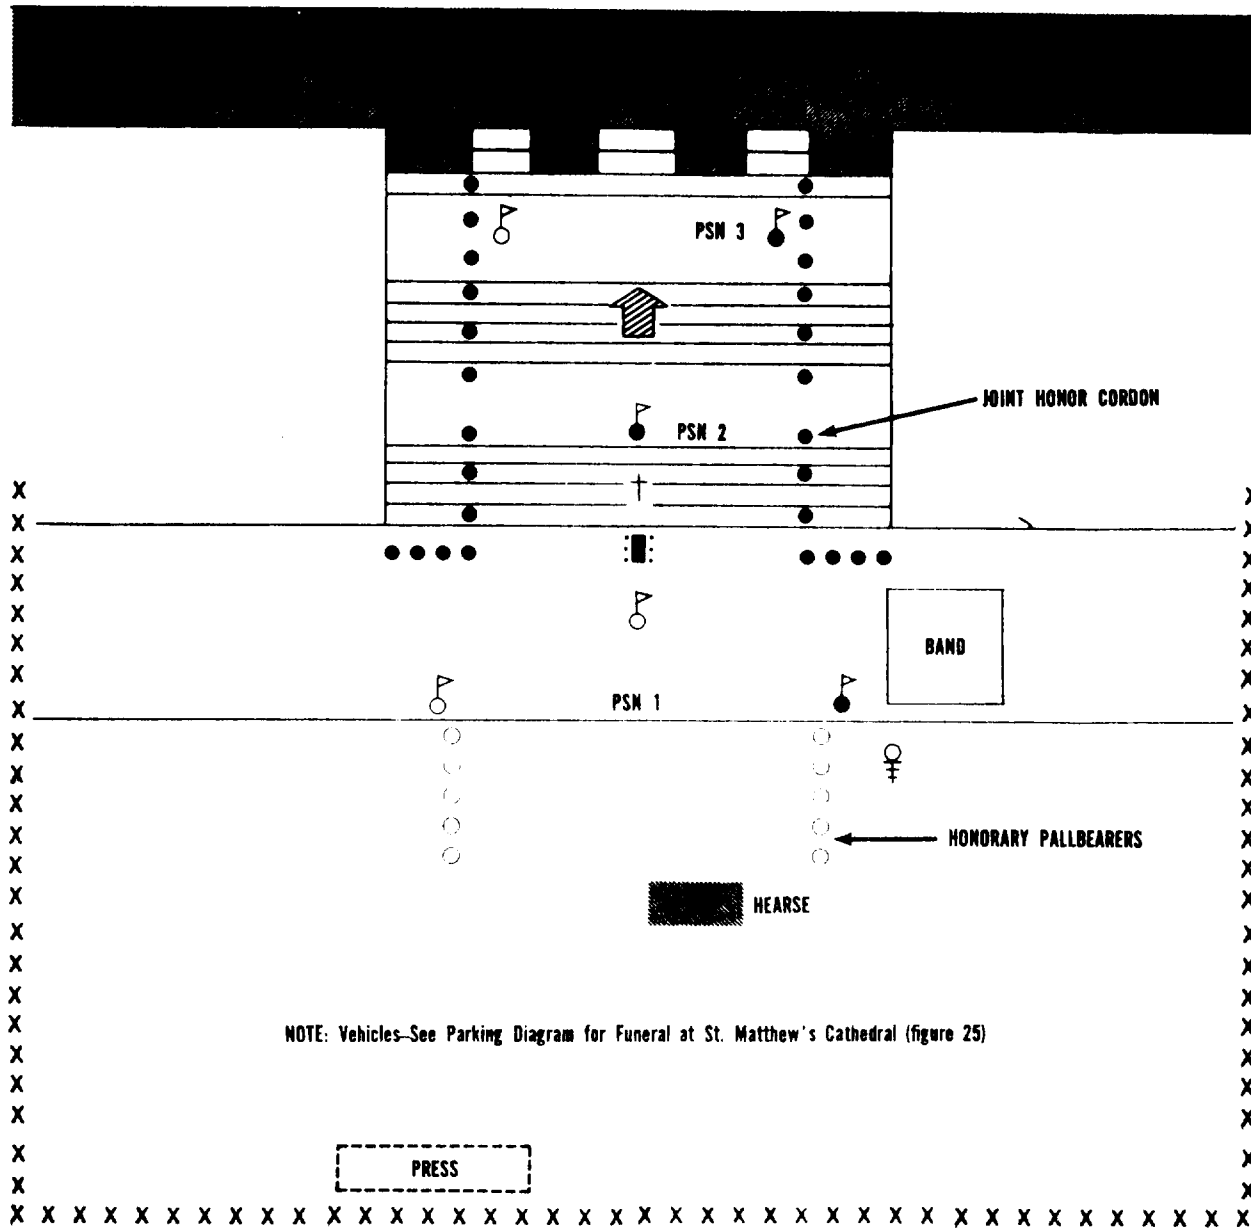 PSN 3
JOINT HONOR CORDON
PSN 2
BAND
PSN 1
HONORARY PALLBEARERS
HEARSE
NOTE: Vehicles—See Parking Diagram for Funeral at St. Matthew's Cathedral (figure 25)
PRESS